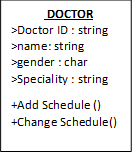 DOCTOR
>Doctor ID : string
>name: string
>gender : char
>Speciality : string
+Add Schedule ()
+Change Schedule()